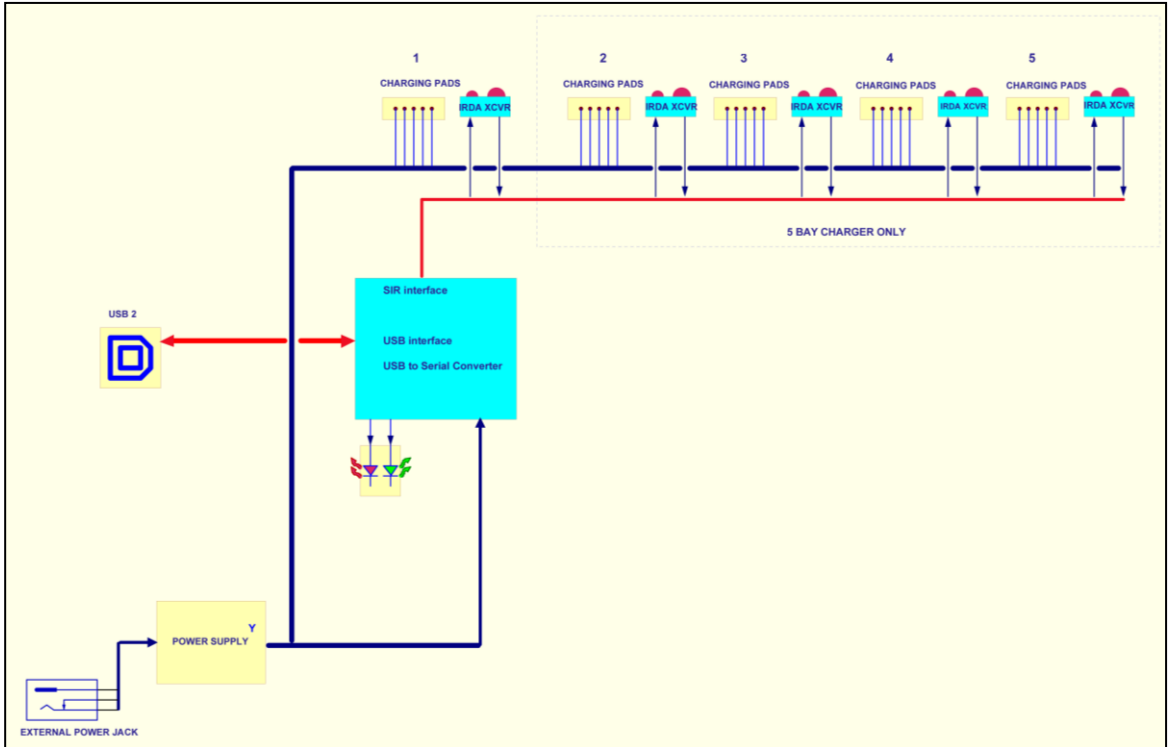 1
2
3
4
5
CHARGING PADS
CHARGING PADS
CHARGING PADS
CHARGING PADS
CHARGING PADS
IRDA XCVR
IRDA XCVR
IRDA XCVR
IRDA XCVR
IRDA XCVR
5 BAY CHARGER ONLY
SIR interface
USB 2
USB interface
USB to Serial Converter
Y
POWER SUPPLY
EXTERNAL POWER JACK